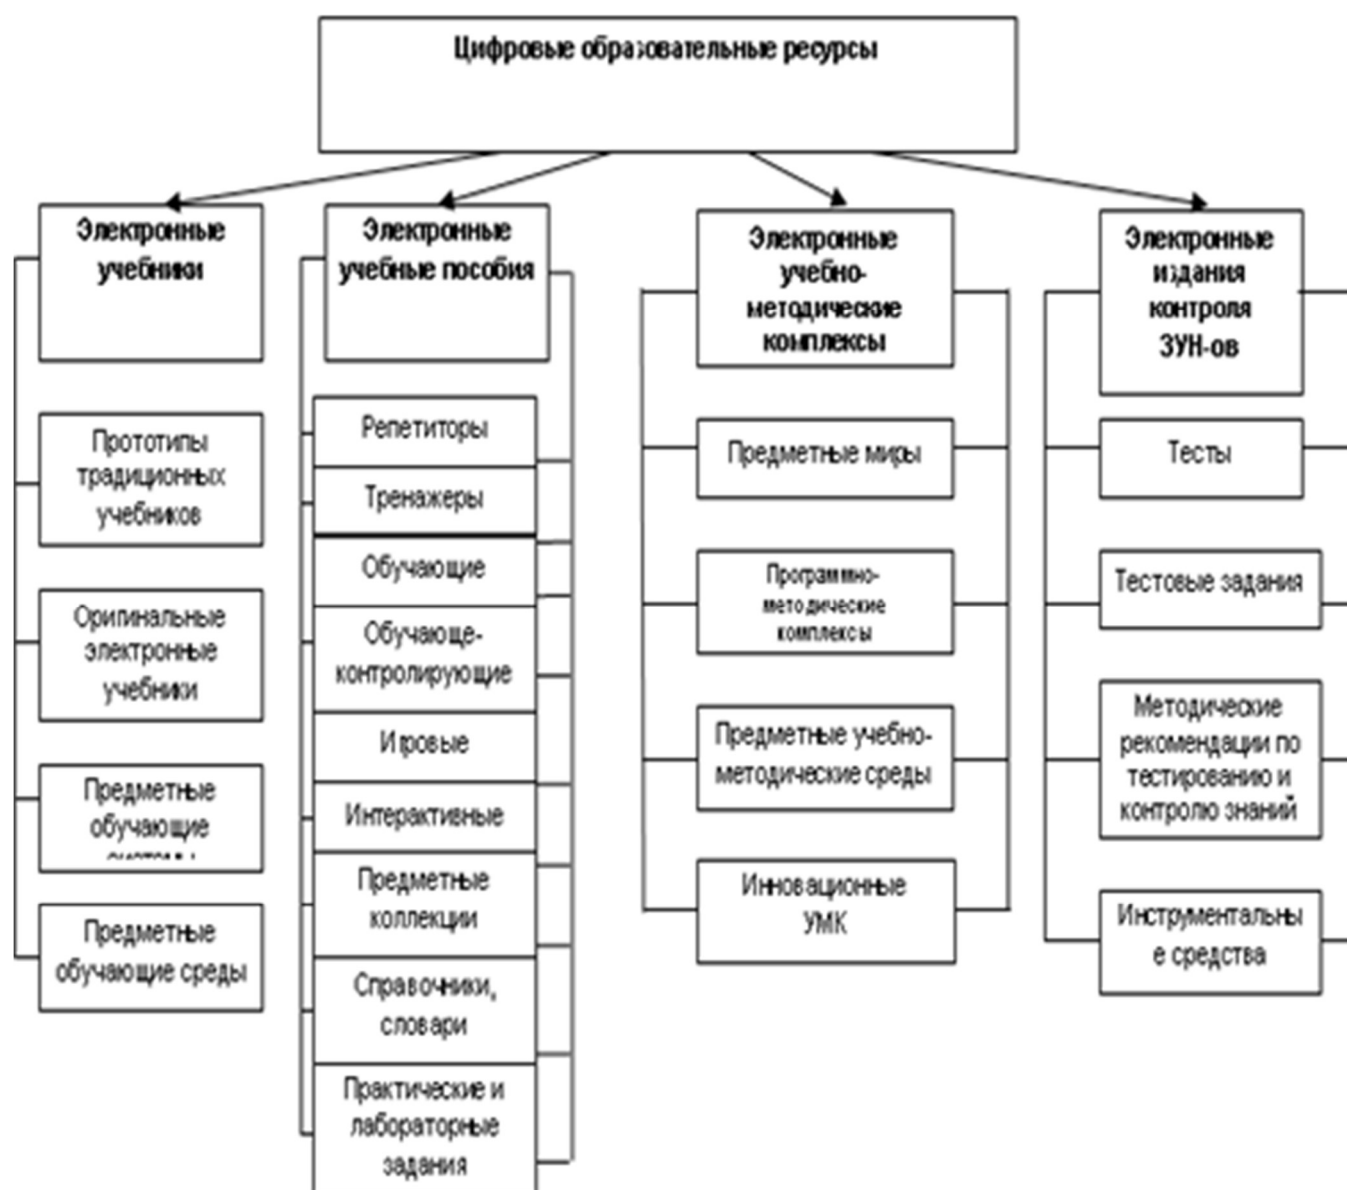 Цифровые образовательные ресурсы
Электронные
учебники
Прототипы
традиционных
учебников
Оригинальные
электронные
учебники
Предметные
обучающие
Предметные
обучающие среды
Электронные
учебные пособия
Репетиторы
Тренажеры
Обучающие
Обучающе-
контролирующие
Игровые
Интерактивные
Предметные
коллекции
Справочники,
словари
Практические и
лабораторные
задания
Электронные
учебно-
методические
комплексы
Предметные миры
Программно-
методические
комплексы
Предметные учебно-
методические среды
Инновационные
УМК
Электронные
издания
контроля
ЗУН-ов
Тесты
Тестовые задания
Методические
рекомендации по
тестированию и
контролю знаний
Инструментальны
е средства